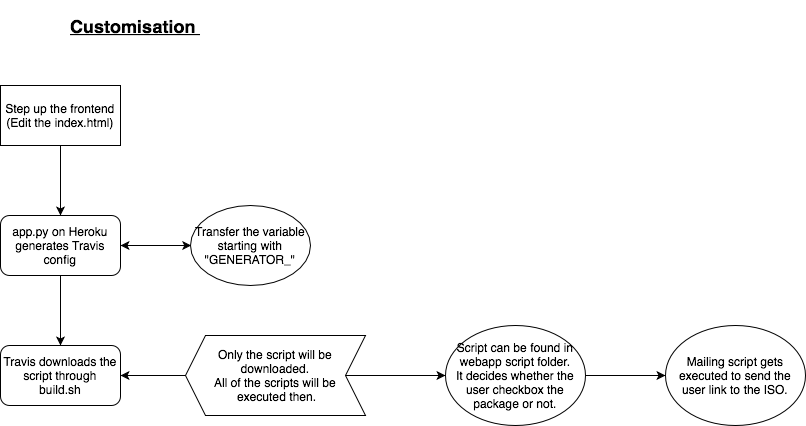 Customisation
Step up the frontend
(Edit the index.html)
app.py on Heroku
generates Travis
config
Transfer the variable
starting with
"GENERATOR_"
Travis downloads the
script through
build.sh
Only the script will be
downloaded.
All of the scripts will be
executed then.
Script can be found in
webapp script folder.
It decides whether the
user checkbox the
package or not.
Mailing script gets
executed to send the
user link to the ISO.